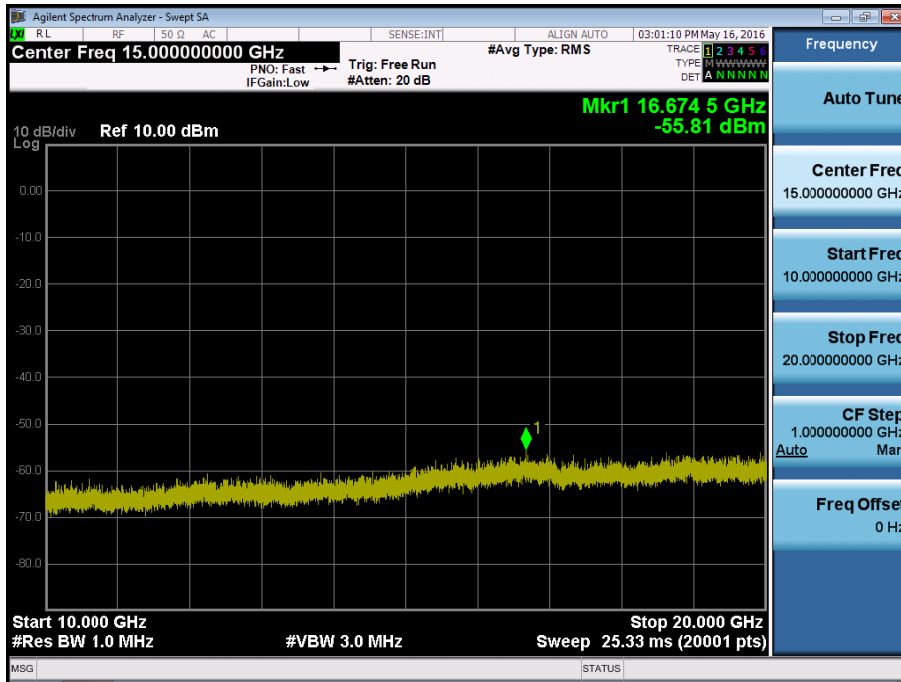 Agilent Spectrum Analyzer - Swept SA
LXI RL RF 50 Ω AC SENSE:INT ALIGN AUTO 03:01:10 PM May 16, 2016
Center Freq 15.000000000 GHz
PNO: Fast
IFGain:Low
Trig: Free Run
#Atten: 20 dB
#Avg Type: RMS
TRACE 1 2 3 4 5 6
TYPE M WWWWW
DET A N N N N N
Mkr1 16.674 5 GHz
-55.81 dBm
10 dB/div Ref 10.00 dBm
Log
0.00
-10.0
-20.0
-30.0
-40.0
-50.0
1
-60.0
-70.0
-80.0
Start 10.000 GHz Stop 20.000 GHz
#Res BW 1.0 MHz #VBW 3.0 MHz Sweep 25.33 ms (20001 pts)
MSG STATUS
Frequency
Auto Tune
Center Freq
15.000000000 GHz
Start Freq
10.000000000 GHz
Stop Freq
20.000000000 GHz
CF Step
1.000000000 GHz
Auto Man
Freq Offset
0 Hz